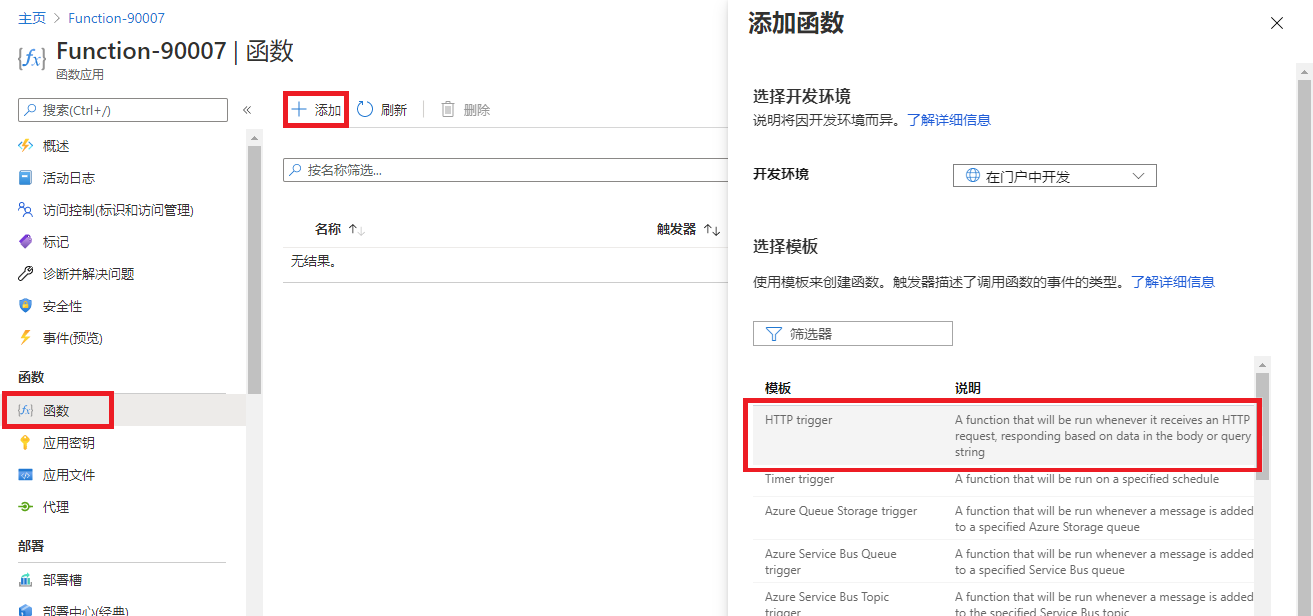 主页 > Function-90007
{fx} Function-90007 | 函数
函数应用
搜索(Ctrl+/)
«
概述
活动日志
访问控制(标识和访问管理)
标记
诊断并解决问题
安全性
事件(预览)
函数
{fx} 函数
应用密钥
应用文件
代理
部署
部署槽
部署中心(经典)
+ 添加 刷新 删除
按名称筛选...
名称 ↑↓ 触发器 ↑↓
无结果。
添加函数
选择开发环境
说明将因开发环境而异。了解详细信息
开发环境 在门户中开发
选择模板
使用模板来创建函数。触发器描述了调用函数的事件的类型。了解详细信息
筛选器
模板 说明
HTTP trigger A function that will be run whenever it receives an HTTP
request, responding based on data in the body or query
string
Timer trigger A function that will be run on a specified schedule
Azure Queue Storage trigger A function that will be run whenever a message is added
to a specified Azure Storage queue
Azure Service Bus Queue A function that will be run whenever a message is added
trigger to a specified Service Bus queue
Azure Service Bus Topic A function that will be run whenever a message is added
trigger to the specified Service Bus topic